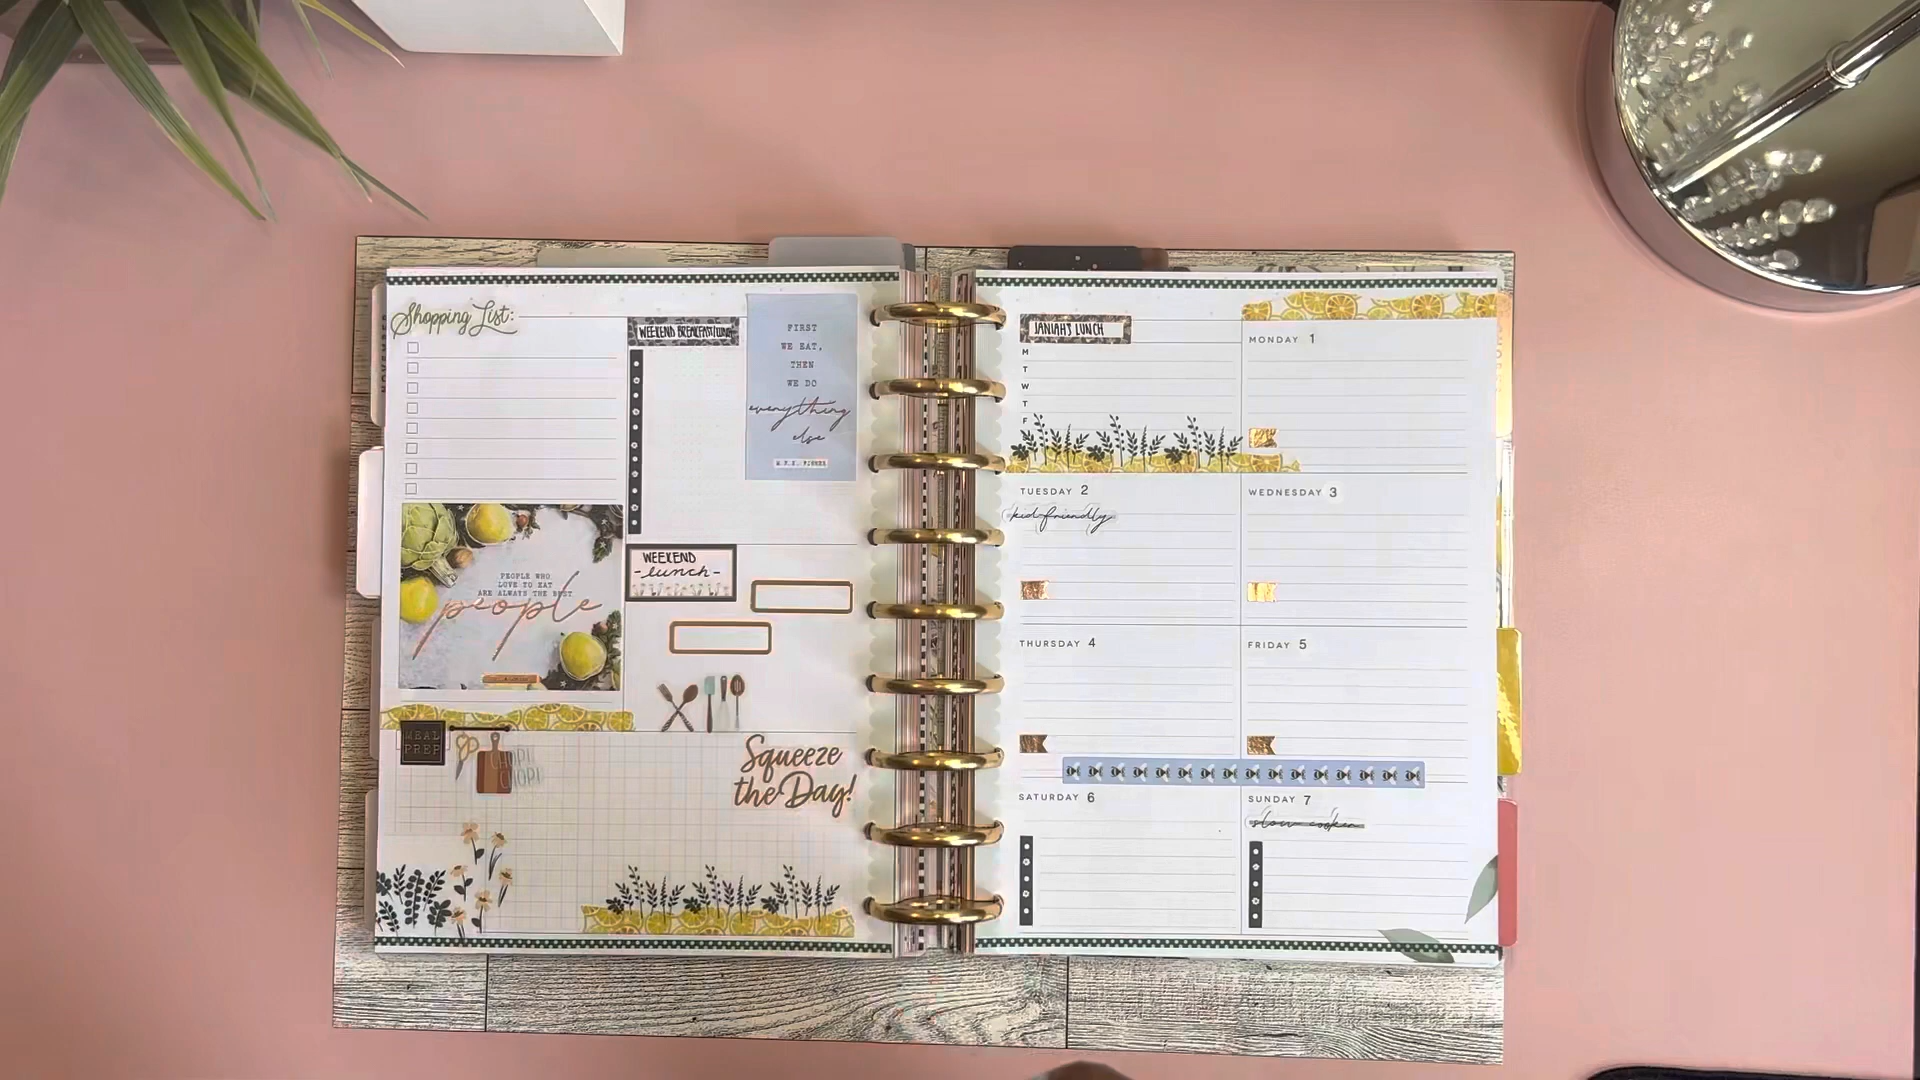 Shopping List:
WEEKEND BREAKFAST
FIRST
WE EAT,
THEN
WE DO
everything
else
M.F.K. FISHER
PEOPLE WHO
LOVE TO EAT
ARE ALWAYS THE BEST
people
WEEKEND
-lunch-
MEAL
PREP
CHOP!
CHOP!
Squeeze
the Day!
JANIAH'S LUNCH
M
T
W
T
F
MONDAY 1
TUESDAY 2
kid-friendly
WEDNESDAY 3
THURSDAY 4
FRIDAY 5
SATURDAY 6
SUNDAY 7
slow cooker